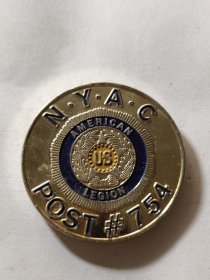 N·Y·A·C
AMERICAN
US
LEGION
POST # 754